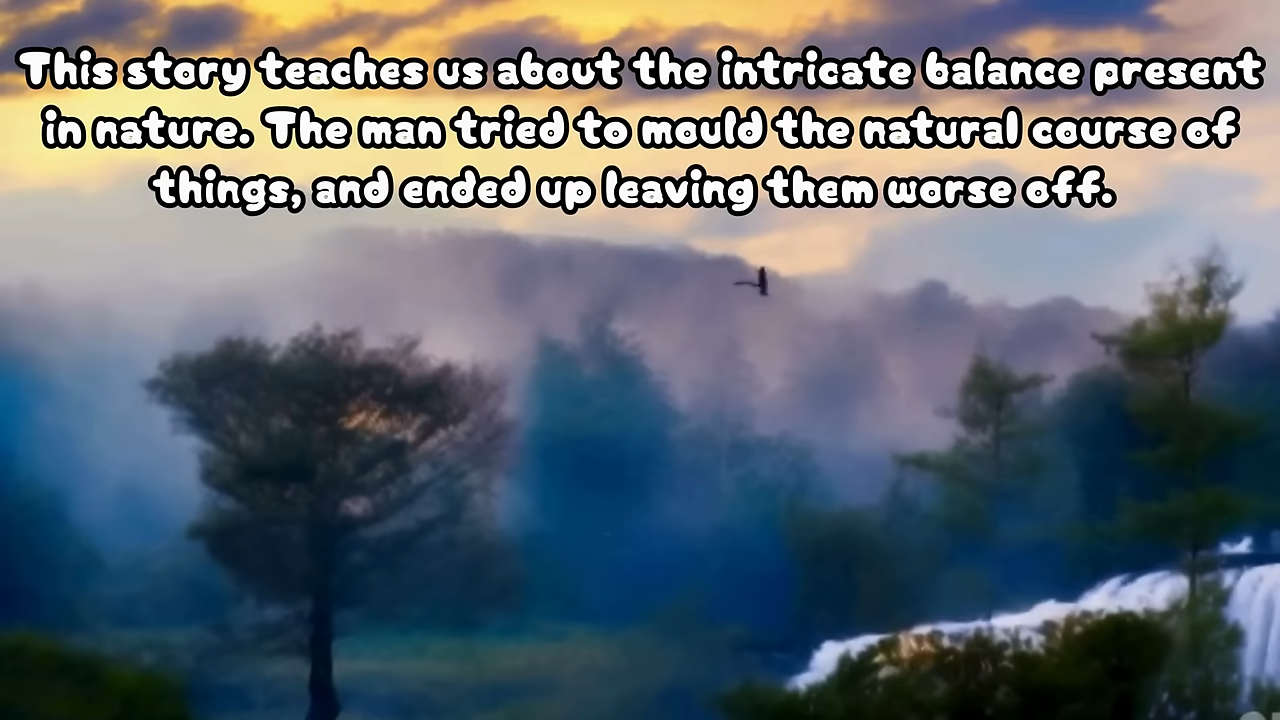 This story teaches us about the intricate balance present
in nature. The man tried to mould the natural course of
things, and ended up leaving them worse off.